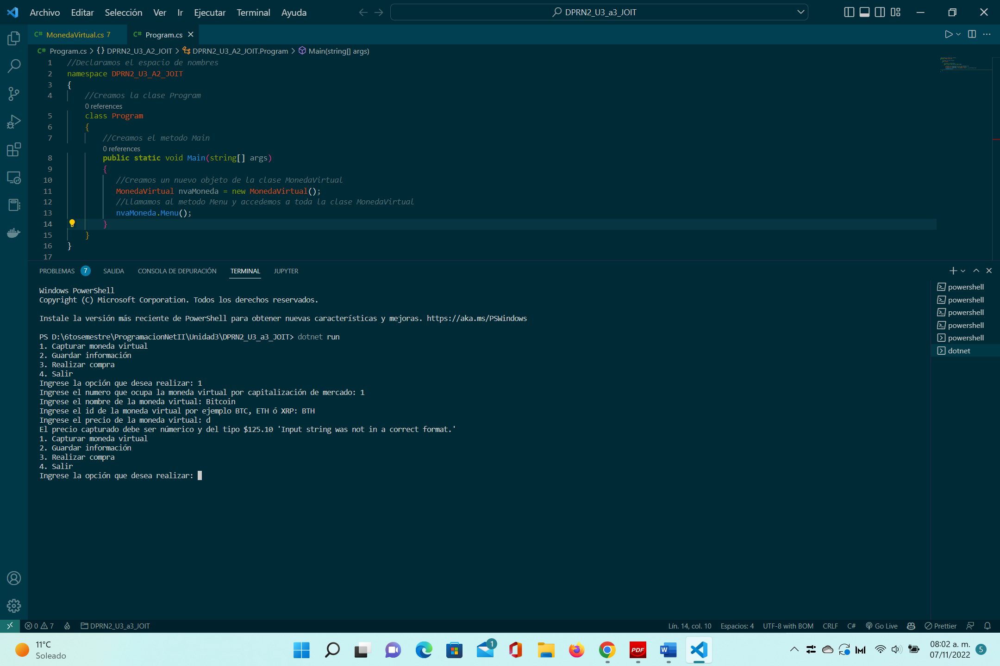 Archivo Editar Selección Ver Ir Ejecutar Terminal Ayuda DPRN2_U3_a3_JOIT
C# MonedaVirtual.cs 7 C# Program.cs
C# Program.cs > {} DPRN2_U3_A2_JOIT > DPRN2_U3_A2_JOIT.Program > Main(string[] args)
1 //Declaramos el espacio de nombres
2 namespace DPRN2_U3_A2_JOIT
3 {
4 //Creamos la clase Program
0 references
5 class Program
6 {
7 //Creamos el metodo Main
0 references
8 public static void Main(string[] args)
9 {
10 //Creamos un nuevo objeto de la clase MonedaVirtual
11 MonedaVirtual nvaMoneda = new MonedaVirtual();
12 //Llamamos al metodo Menu y accedemos a toda la clase MonedaVirtual
13 nvaMoneda.Menu();
14 }
15 }
16 }
17
PROBLEMAS 7 SALIDA CONSOLA DE DEPURACIÓN TERMINAL JUPYTER
Windows PowerShell
Copyright (C) Microsoft Corporation. Todos los derechos reservados.
Instale la versión más reciente de PowerShell para obtener nuevas características y mejoras. https://aka.ms/PSWindows
PS D:\6tosemestre\ProgramacionNetII\Unidad3\DPRN2_U3_a3_JOIT> dotnet run
1. Capturar moneda virtual
2. Guardar información
3. Realizar compra
4. Salir
Ingrese la opción que desea realizar: 1
Ingrese el numero que ocupa la moneda virtual por capitalización de mercado: 1
Ingrese el nombre de la moneda virtual: Bitcoin
Ingrese el id de la moneda virtual por ejemplo BTC, ETH ó XRP: BTH
Ingrese el precio de la moneda virtual: d
El precio capturado debe ser númerico y del tipo $125.10 'Input string was not in a correct format.'
1. Capturar moneda virtual
2. Guardar información
3. Realizar compra
4. Salir
Ingrese la opción que desea realizar:
powershell
powershell
powershell
powershell
powershell
dotnet
0 7 DPRN2_U3_a3_JOIT Lín. 14, col. 10 Espacios: 4 UTF-8 with BOM CRLF C# Go Live Prettier
11°C
Soleado
1
PDF
W
08:02 a. m.
07/11/2022
5